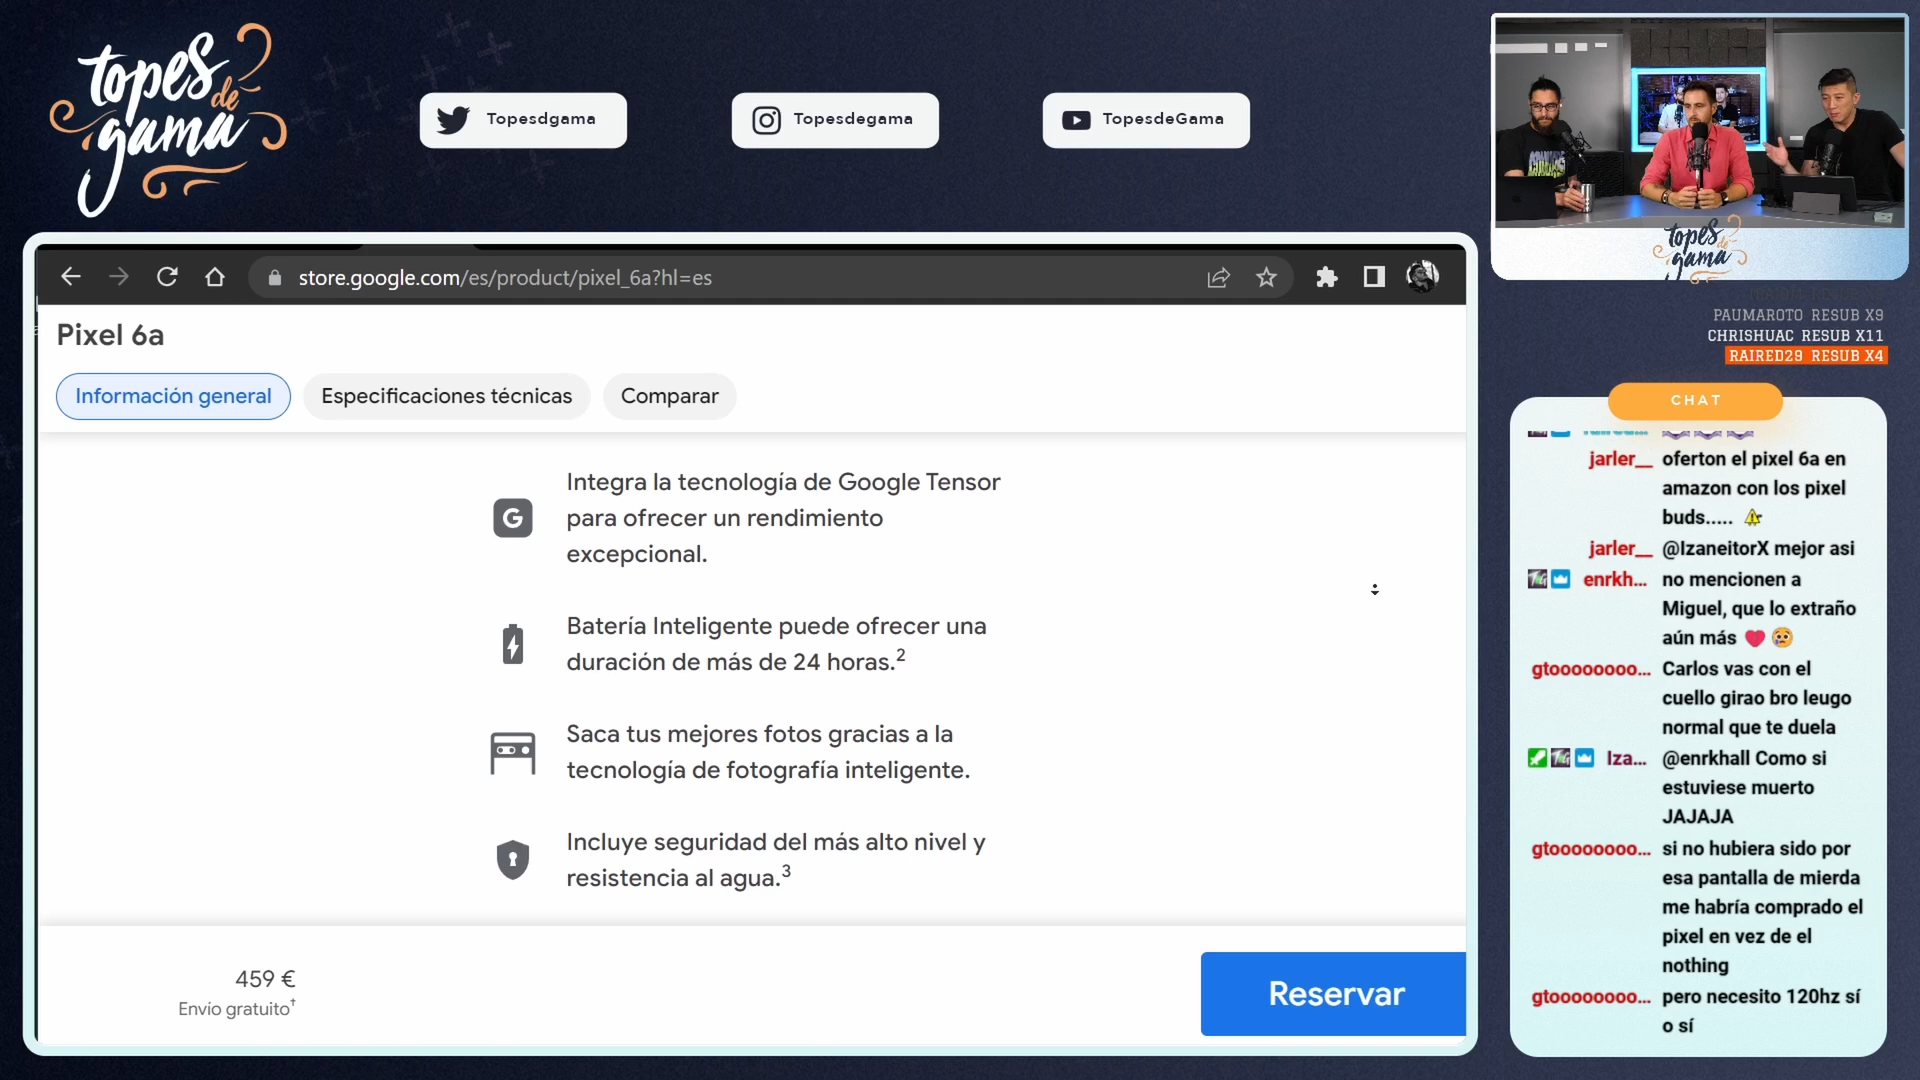 topes de gama
Topesdgama
Topesdegama
TopesdeGama
topes de gama
store.google.com/es/product/pixel_6a?hl=es
Pixel 6a
Información general
Especificaciones técnicas
Comparar
Integra la tecnología de Google Tensor
para ofrecer un rendimiento
excepcional.
Batería Inteligente puede ofrecer una
duración de más de 24 horas.²
Saca tus mejores fotos gracias a la
tecnología de fotografía inteligente.
Incluye seguridad del más alto nivel y
resistencia al agua.³
459 €
Envío gratuito†
Reservar
PAUMAROTO RESUB X9
CHRISHUAC RESUB X11
RAIRED29 RESUB X4
CHAT
jarler__ oferton el pixel 6a en
amazon con los pixel
buds.....
jarler__ @IzaneitorX mejor asi
enrkh... no mencionen a
Miguel, que lo extraño
aún más ❤️ 😢
gtoooooooo... Carlos vas con el
cuello girao bro leugo
normal que te duela
Iza... @enrkhall Como si
estuviese muerto
JAJAJA
gtoooooooo... si no hubiera sido por
esa pantalla de mierda
me habría comprado el
pixel en vez de el
nothing
gtoooooooo... pero necesito 120hz sí
o sí